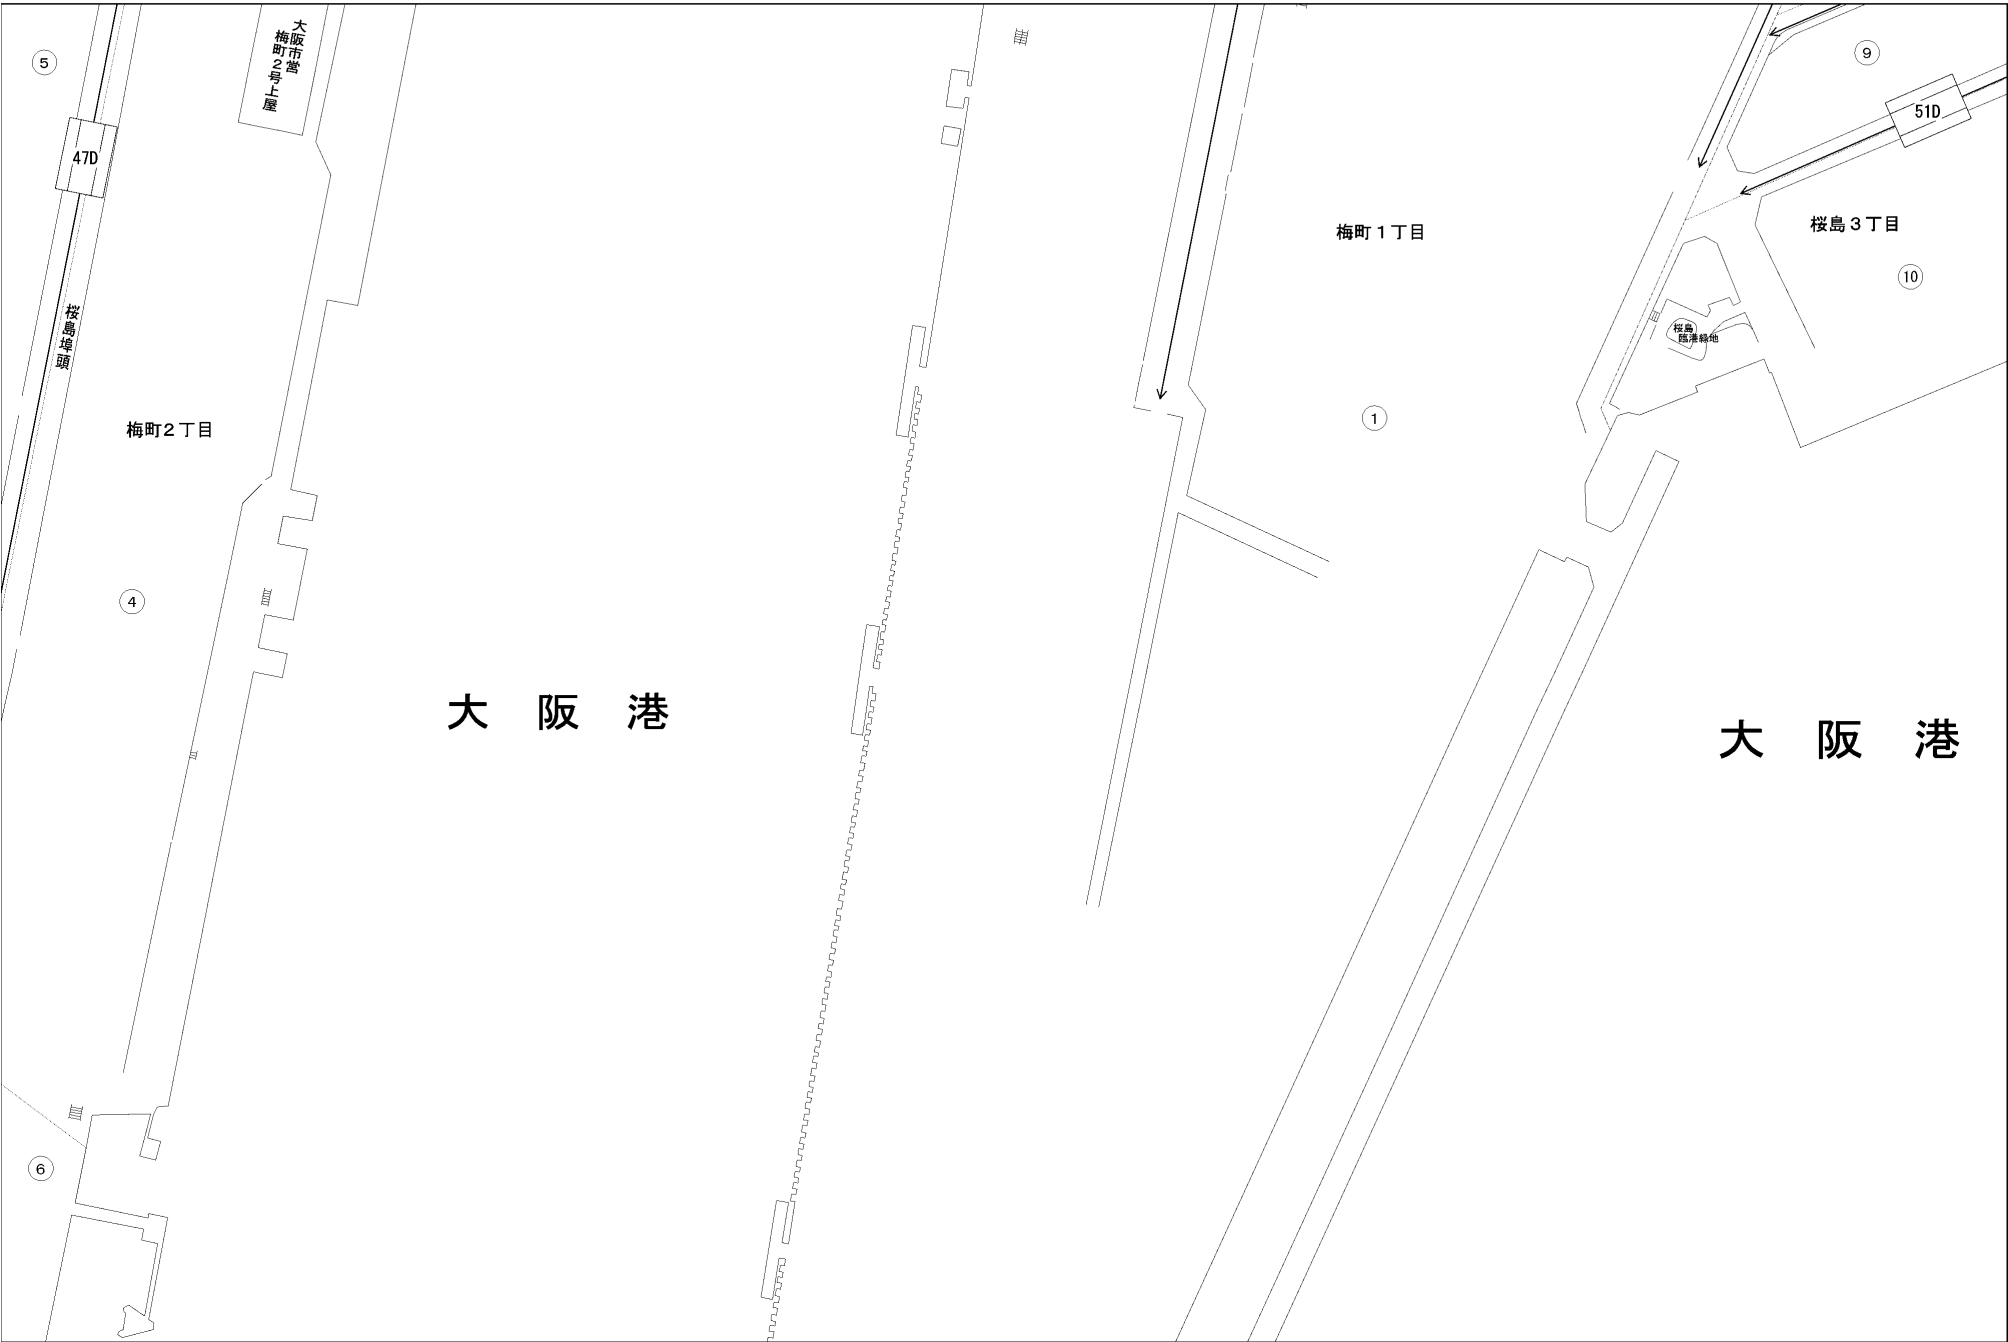 ⑤
大阪市営
梅町２号上屋
⑨
51D
47D
梅町１丁目
桜島３丁目
⑩
桜島埠頭
桜島
臨港緑地
梅町２丁目
①
④
大阪港
大阪港
⑥